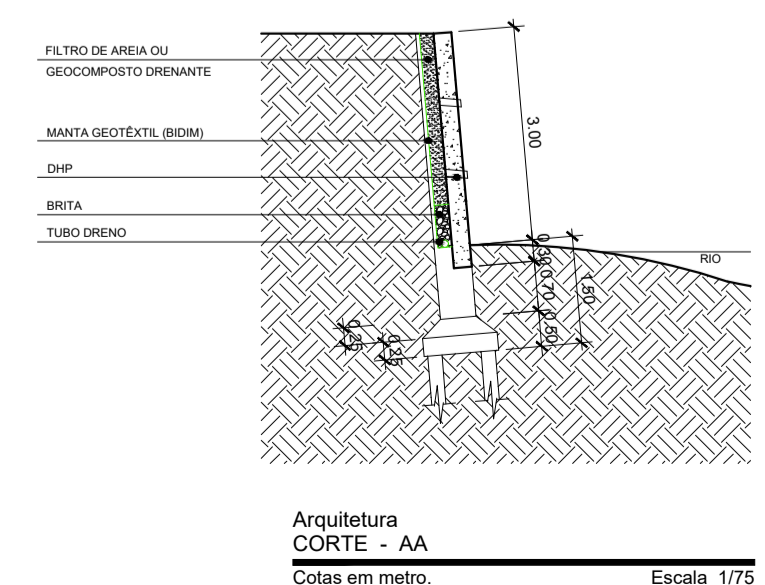 FILTRO DE AREIA OU
GEOCOMPOSTO DRENANTE
MANTA GEOTÊXTIL (BIDIM)
DHP
BRITA
TUBO DRENO
3.00
RIO
0.30
0.70
0.50
1.50
0.25
0.25
Arquitetura
CORTE - AA
Cotas em metro.
Escala 1/75